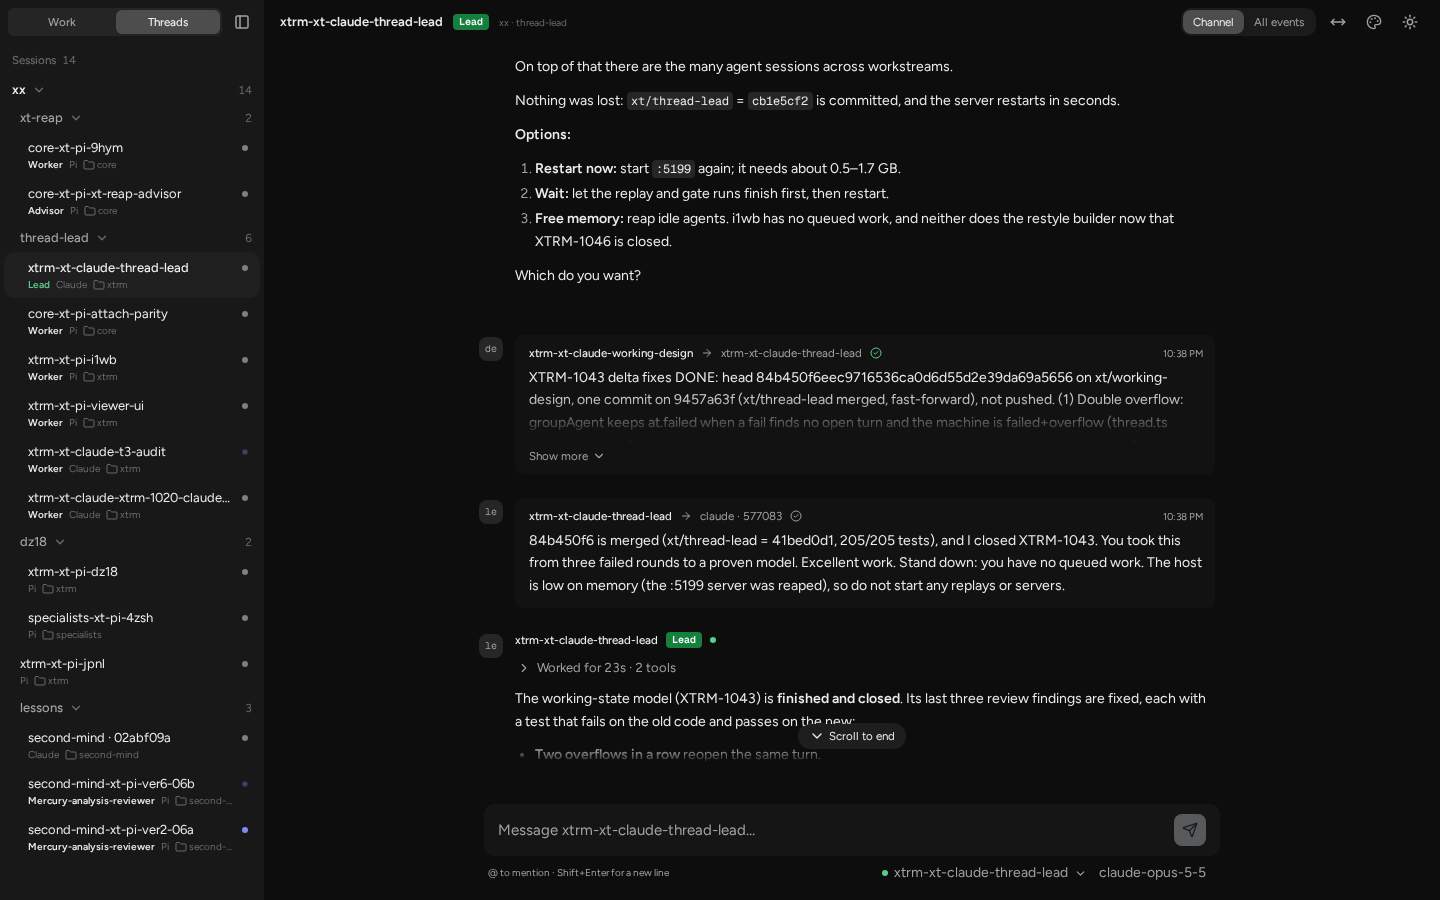 Work
Threads
Sessions 14
xx 14
xt-reap 2
core-xt-pi-9hym
Worker Pi core
core-xt-pi-xt-reap-advisor
Advisor Pi core
thread-lead 6
xtrm-xt-claude-thread-lead
Lead Claude xtrm
core-xt-pi-attach-parity
Worker Pi core
xtrm-xt-pi-i1wb
Worker Pi xtrm
xtrm-xt-pi-viewer-ui
Worker Pi xtrm
xtrm-xt-claude-t3-audit
Worker Claude xtrm
xtrm-xt-claude-xtrm-1020-claude...
Worker Claude xtrm
dz18 2
xtrm-xt-pi-dz18
Pi xtrm
specialists-xt-pi-4zsh
Pi specialists
xtrm-xt-pi-jpnl
Pi xtrm
lessons 3
second-mind · 02abf09a
Claude second-mind
second-mind-xt-pi-ver6-06b
Mercury-analysis-reviewer Pi second-...
second-mind-xt-pi-ver2-06a
Mercury-analysis-reviewer Pi second-...
xtrm-xt-claude-thread-lead Lead xx · thread-lead
Channel All events
On top of that there are the many agent sessions across workstreams.
Nothing was lost: xt/thread-lead = cb1e5cf2 is committed, and the server restarts in seconds.
Options:
1. Restart now: start :5199 again; it needs about 0.5–1.7 GB.
2. Wait: let the replay and gate runs finish first, then restart.
3. Free memory: reap idle agents. i1wb has no queued work, and neither does the restyle builder now that
XTRM-1046 is closed.
Which do you want?
de
xtrm-xt-claude-working-design → xtrm-xt-claude-thread-lead 10:38 PM
XTRM-1043 delta fixes DONE: head 84b450f6eec9716536ca0d6d55d2e39da69a5656 on xt/working-
design, one commit on 9457a63f (xt/thread-lead merged, fast-forward), not pushed. (1) Double overflow:
groupAgent keeps at.failed when a fail finds no open turn and the machine is failed+overflow (thread.ts
Show more
le
xtrm-xt-claude-thread-lead → claude · 577083 10:38 PM
84b450f6 is merged (xt/thread-lead = 41bed0d1, 205/205 tests), and I closed XTRM-1043. You took this
from three failed rounds to a proven model. Excellent work. Stand down: you have no queued work. The host
is low on memory (the :5199 server was reaped), so do not start any replays or servers.
le
xtrm-xt-claude-thread-lead Lead
Worked for 23s · 2 tools
The working-state model (XTRM-1043) is finished and closed. Its last three review findings are fixed, each with
a test that fails on the old code and passes on the new:
Scroll to end
• Two overflows in a row reopen the same turn.
Message xtrm-xt-claude-thread-lead...
@ to mention · Shift+Enter for a new line
xtrm-xt-claude-thread-lead claude-opus-5-5